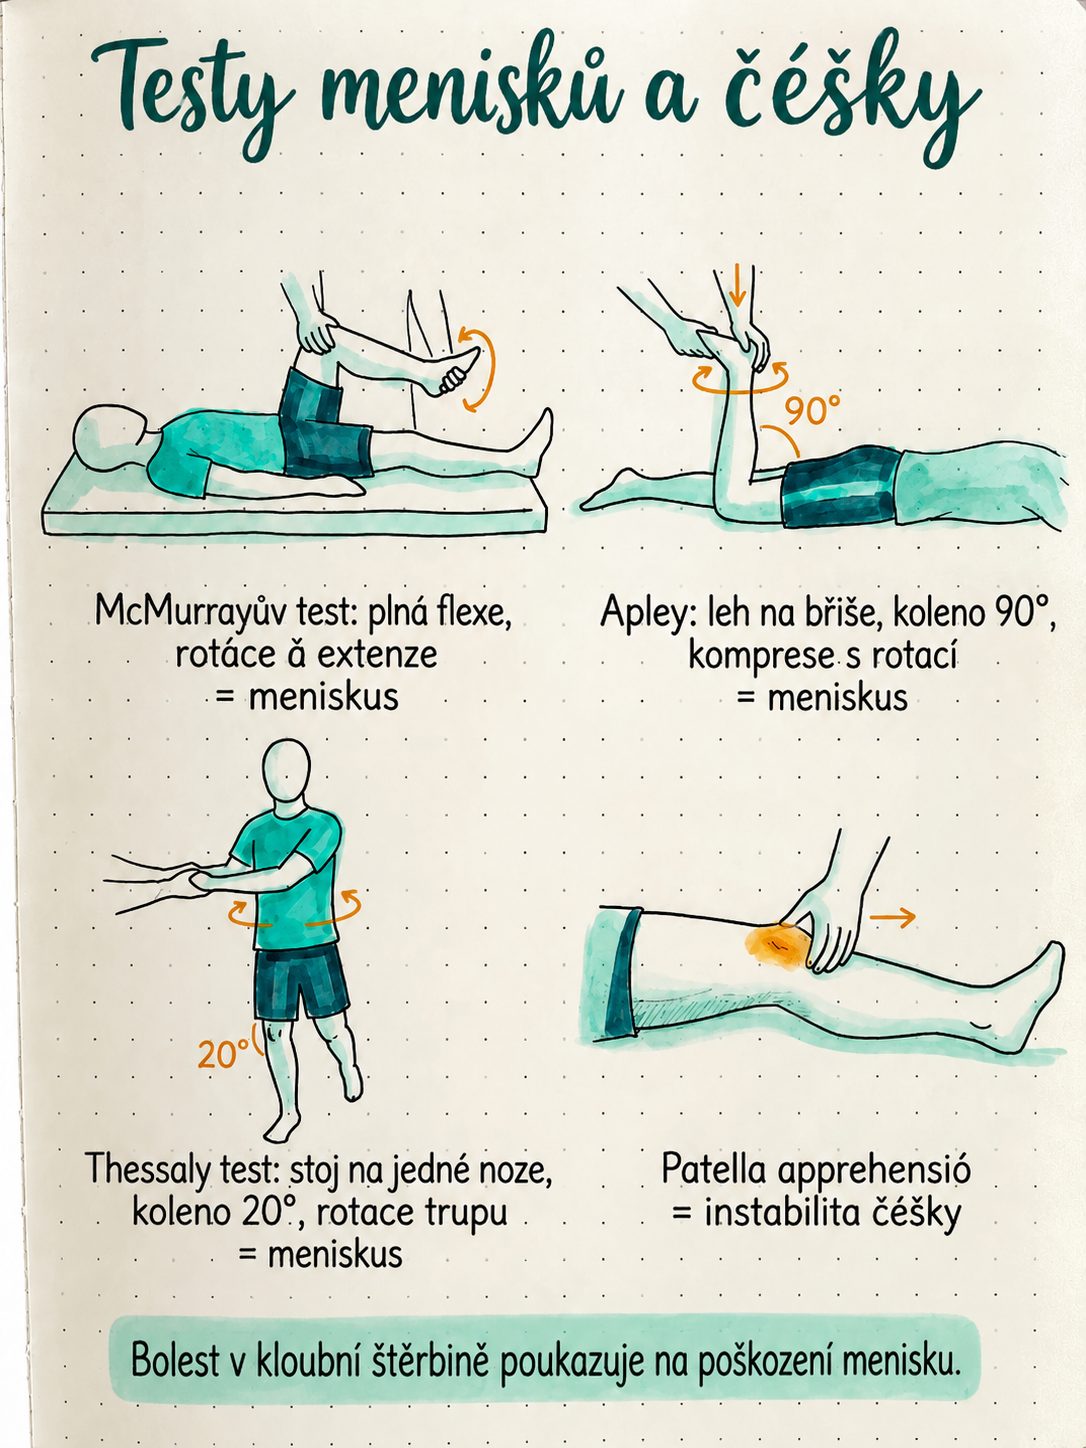 Testy menisků a čéšky
90°
McMurrayův test: plná flexe,
rotáce å extenze
= meniskus
Apley: leh na břiše, koleno 90°,
komprese s rotací
= meniskus
20°
Thessaly test: stoj na jedné noze,
koleno 20°, rotace trupu
= meniskus
Patella apprehensió
= instabilita čéšky
Bolest v kloubní štěrbině poukazuje na poškození menisku.